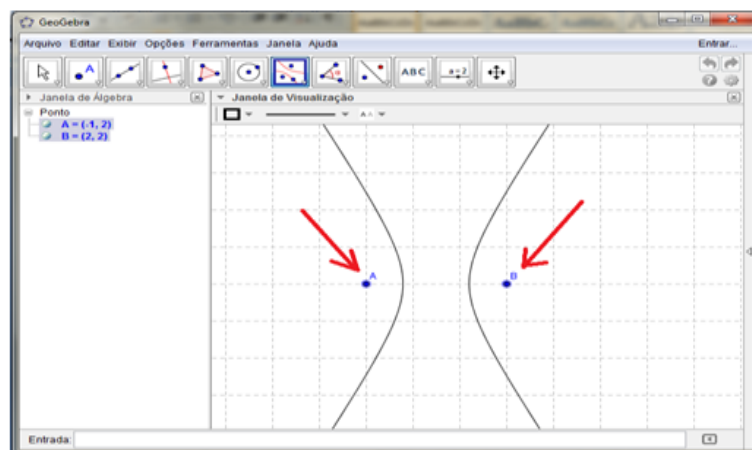 GeoGebra
Arquivo Editar Exibir Opções Ferramentas Janela Ajuda Entrar...
A ABC a=2
Janela de Álgebra Janela de Visualização
Ponto
A = (-1, 2)
B = (2, 2)
A
B
Entrada: